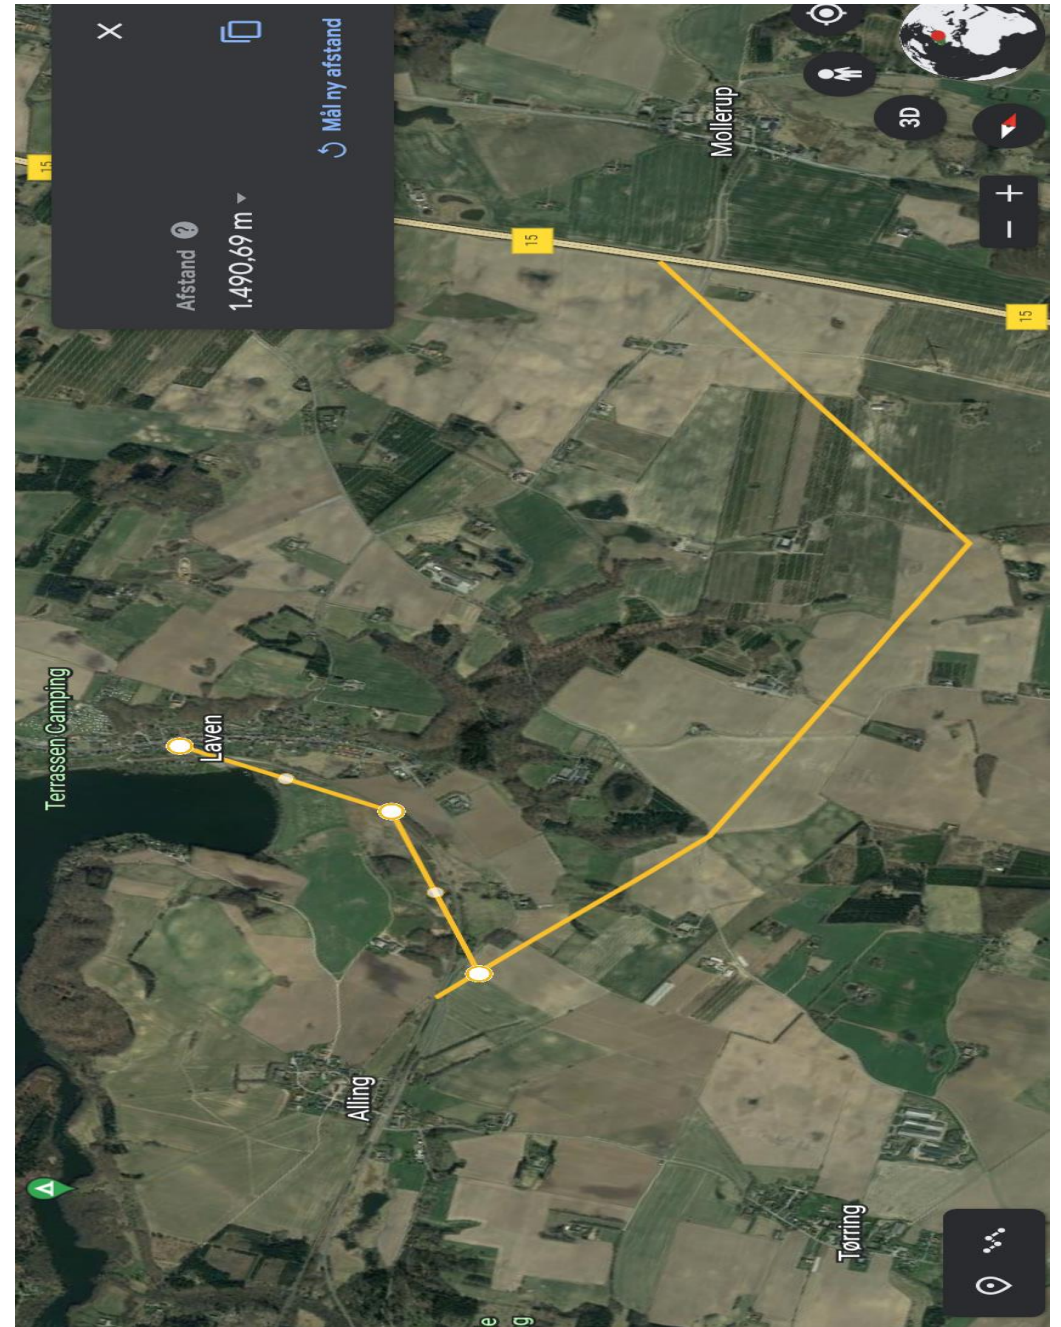 Afstand ?
1.490,69 m
Mål ny afstand
15
15
15
Mollerup
3D
Terrassen Camping
Laven
Alling
Tørring
e
g